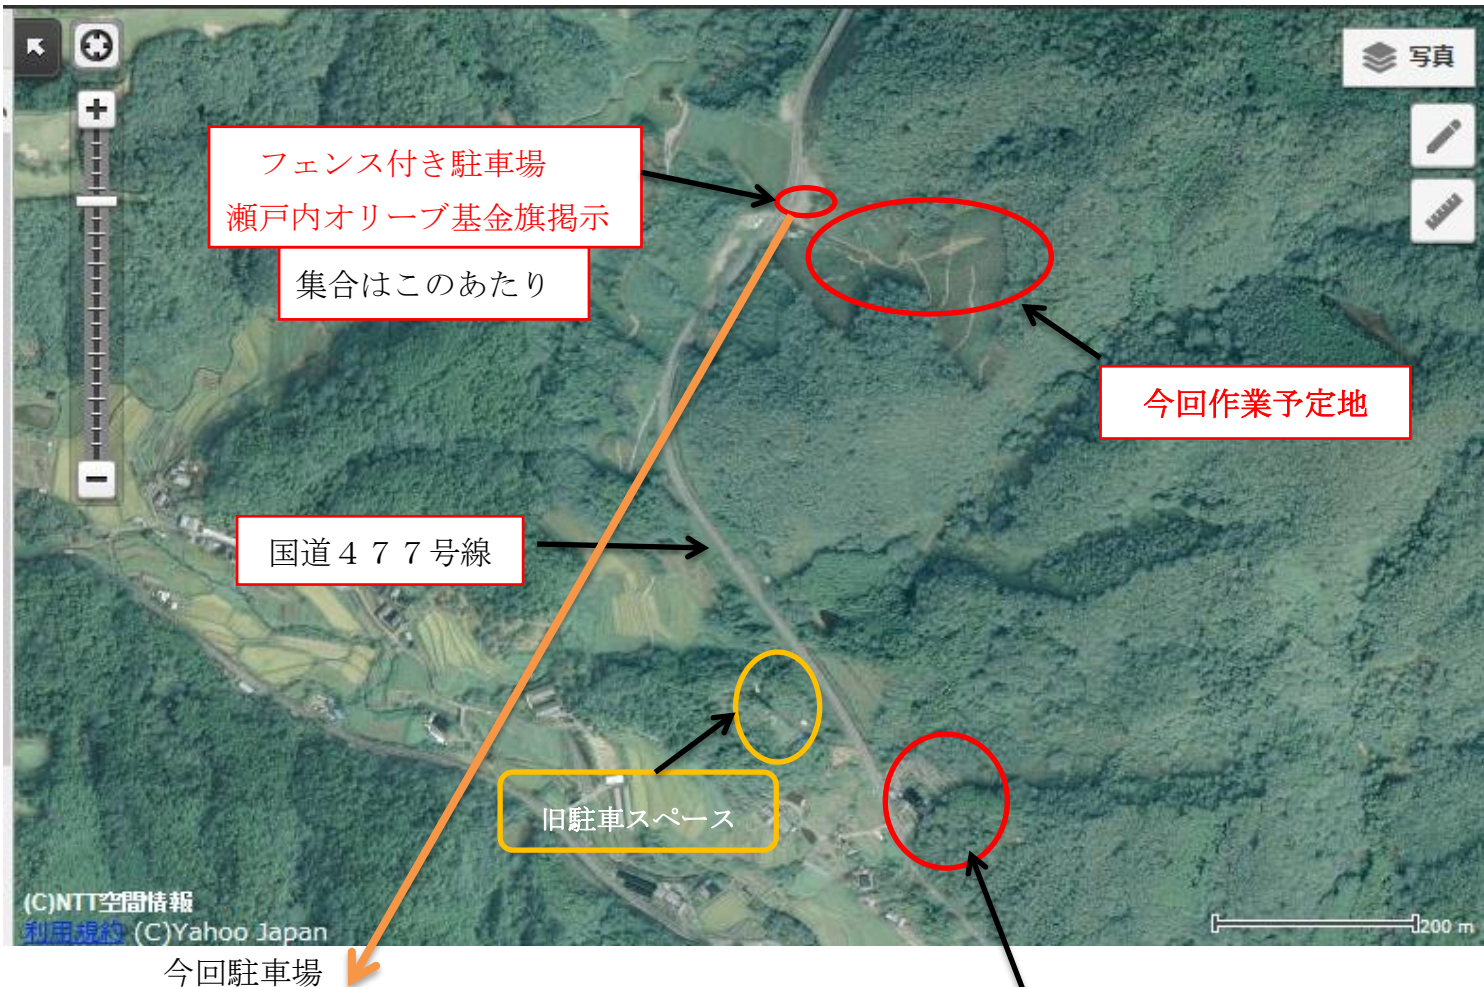 写真
フェンス付き駐車場
瀬戸内オリーブ基金旗掲示
集合はこのあたり
今回作業予定地
国道４７７号線
旧駐車スペース
(C)NTT空間情報
利用規約 (C)Yahoo Japan
200 m
今回駐車場